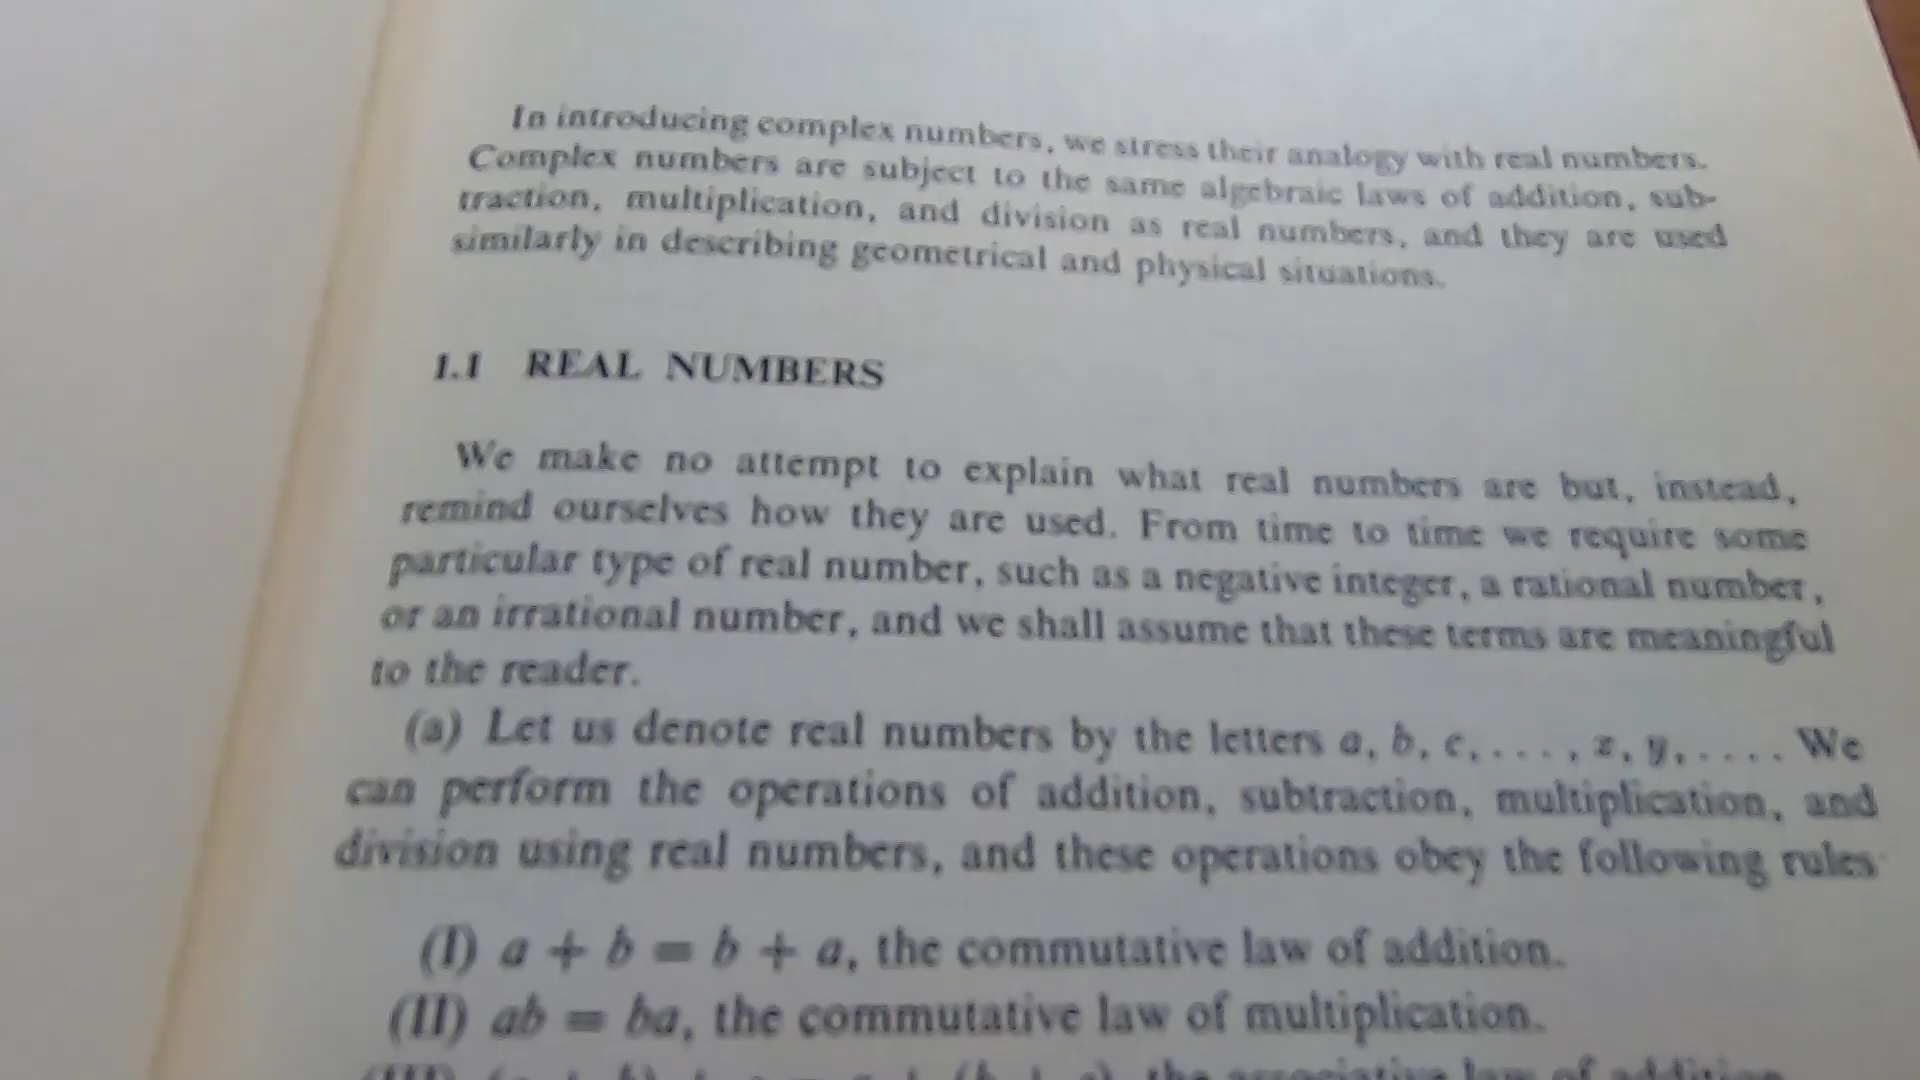 In introducing complex numbers, we stress their analogy with real numbers.
Complex numbers are subject to the same algebraic laws of addition, sub-
traction, multiplication, and division as real numbers, and they are used
similarly in describing geometrical and physical situations.
1.1 REAL NUMBERS
We make no attempt to explain what real numbers are but, instead,
remind ourselves how they are used. From time to time we require some
particular type of real number, such as a negative integer, a rational number,
or an irrational number, and we shall assume that these terms are meaningful
to the reader.
(a) Let us denote real numbers by the letters a, b, c, . . . , x, y, . . . . We
can perform the operations of addition, subtraction, multiplication, and
division using real numbers, and these operations obey the following rules
(I) a + b = b + a, the commutative law of addition.
(II) ab = ba, the commutative law of multiplication.
the associative law of addition